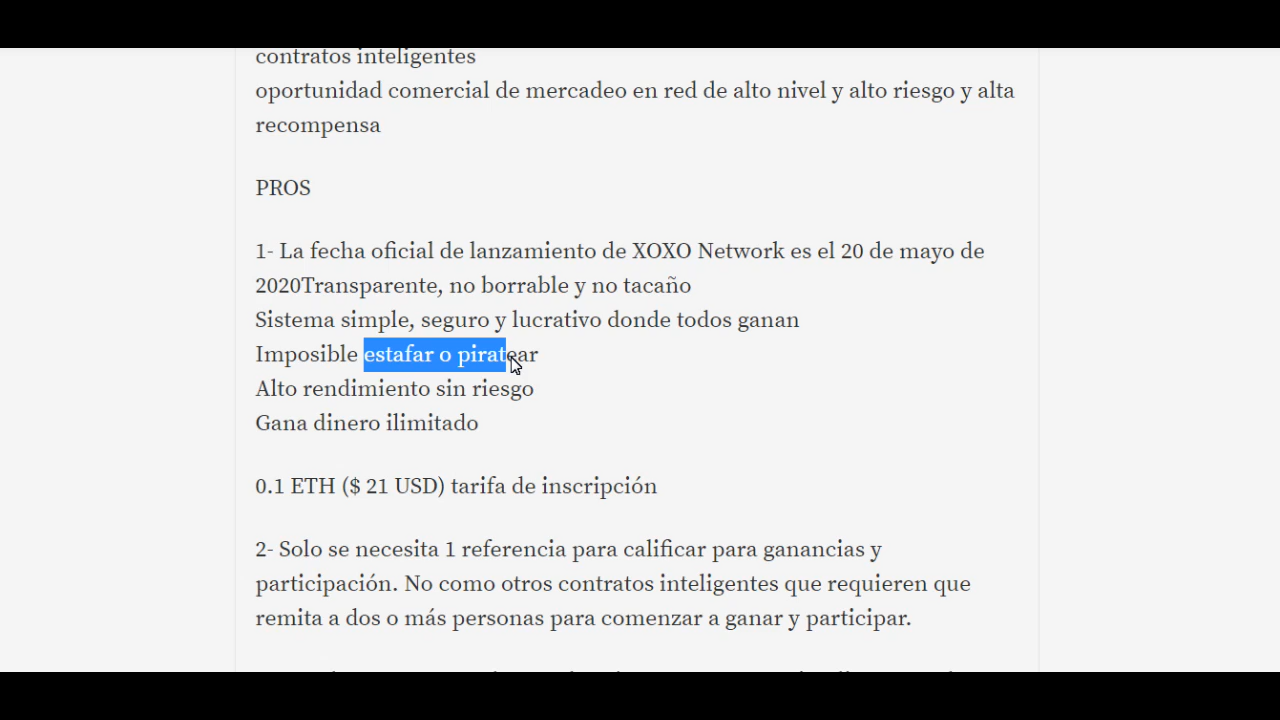 contratos inteligentes
oportunidad comercial de mercadeo en red de alto nivel y alto riesgo y alta
recompensa
PROS
1- La fecha oficial de lanzamiento de XOXO Network es el 20 de mayo de
2020Transparente, no borrable y no tacaño
Sistema simple, seguro y lucrativo donde todos ganan
Imposible estafar o piratear
Alto rendimiento sin riesgo
Gana dinero ilimitado
0.1 ETH ($ 21 USD) tarifa de inscripción
2- Solo se necesita 1 referencia para calificar para ganancias y
participación. No como otros contratos inteligentes que requieren que
remita a dos o más personas para comenzar a ganar y participar.